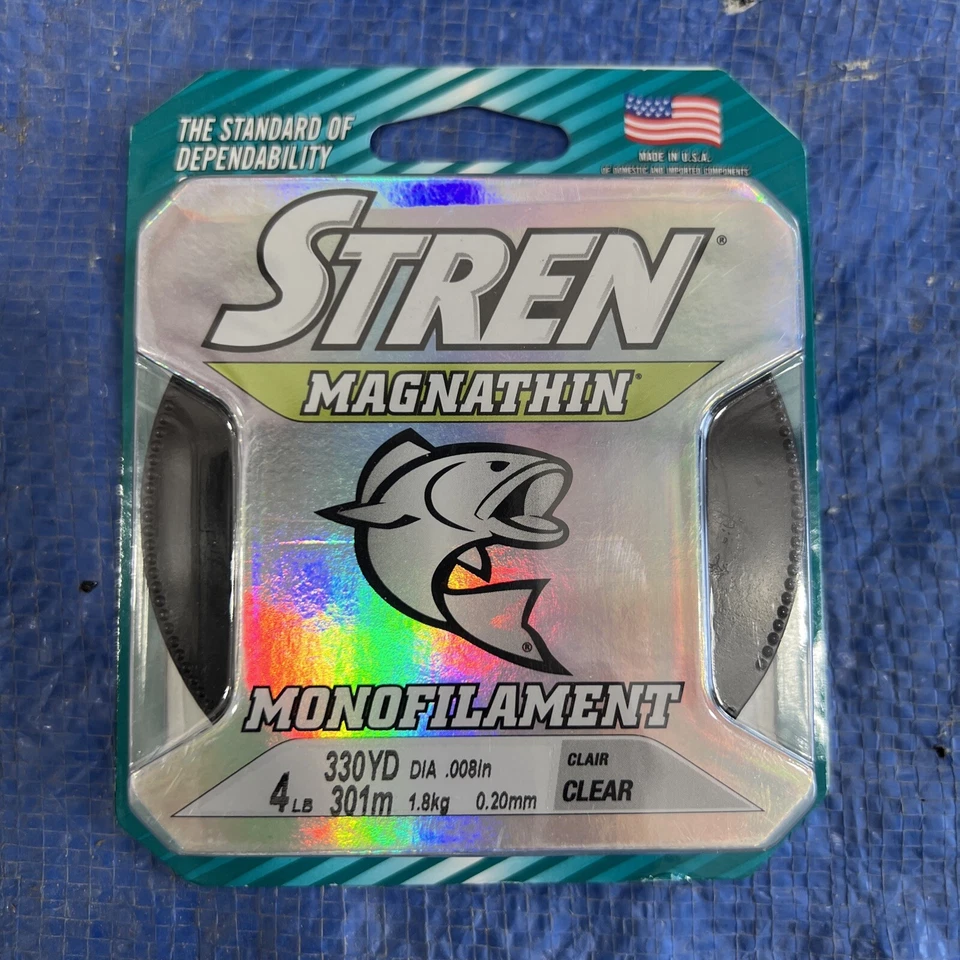 THE STANDARD OF
DEPENDABILITY
MADE IN U.S.A.
OF DOMESTIC AND IMPORTED COMPONENTS
STREN®
MAGNATHIN®
®
MONOFILAMENT
4LB 330YD DIA .008in
301m 1.8kg 0.20mm
CLAIR
CLEAR